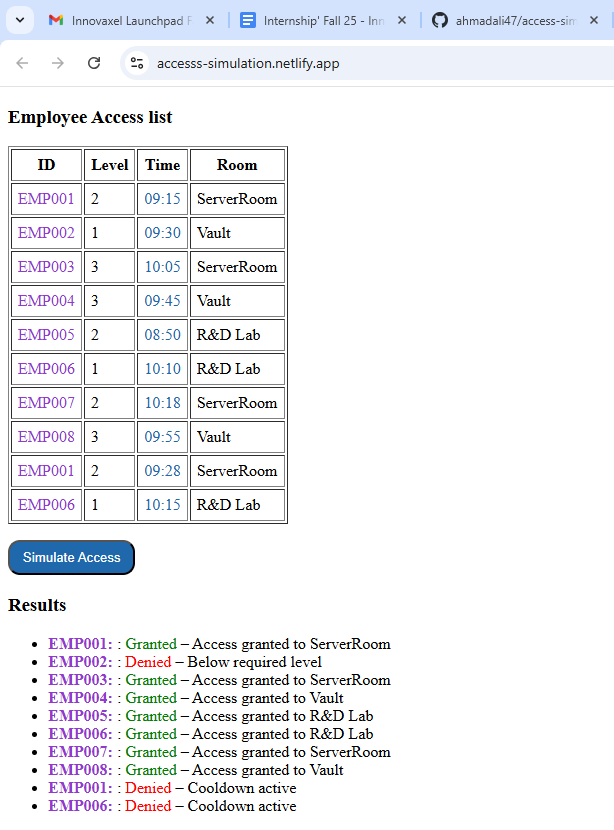 Innovaxel Launchpad F
Internship' Fall 25 - Inn
ahmadali47/access-sim
accesss-simulation.netlify.app
Employee Access list
ID Level Time Room
EMP001 2 09:15 ServerRoom
EMP002 1 09:30 Vault
EMP003 3 10:05 ServerRoom
EMP004 3 09:45 Vault
EMP005 2 08:50 R&D Lab
EMP006 1 10:10 R&D Lab
EMP007 2 10:18 ServerRoom
EMP008 3 09:55 Vault
EMP001 2 09:28 ServerRoom
EMP006 1 10:15 R&D Lab
Simulate Access
Results
EMP001: : Granted – Access granted to ServerRoom
EMP002: : Denied – Below required level
EMP003: : Granted – Access granted to ServerRoom
EMP004: : Granted – Access granted to Vault
EMP005: : Granted – Access granted to R&D Lab
EMP006: : Granted – Access granted to R&D Lab
EMP007: : Granted – Access granted to ServerRoom
EMP008: : Granted – Access granted to Vault
EMP001: : Denied – Cooldown active
EMP006: : Denied – Cooldown active